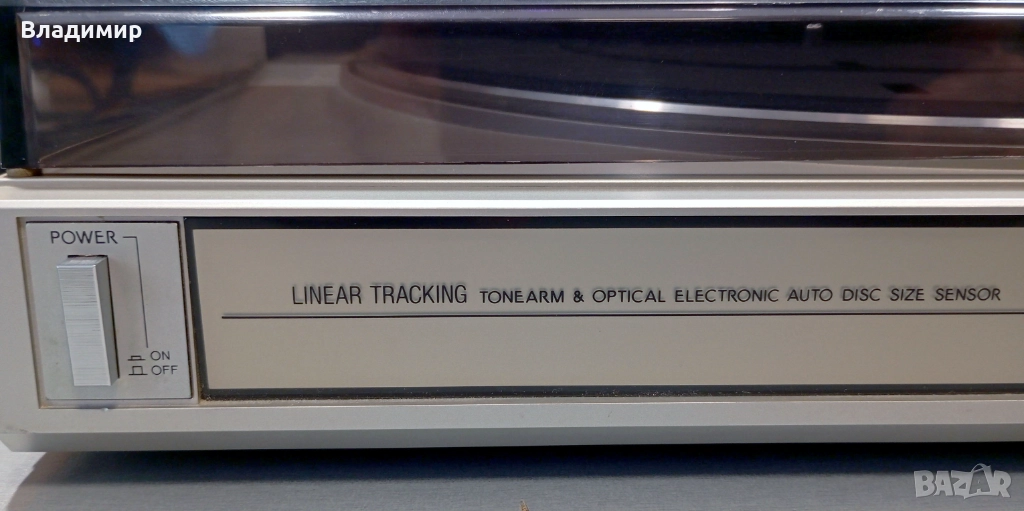 Владимир
POWER
LINEAR TRACKING TONEARM & OPTICAL ELECTRONIC AUTO DISC SIZE SENSOR
ON
OFF
BAZAR